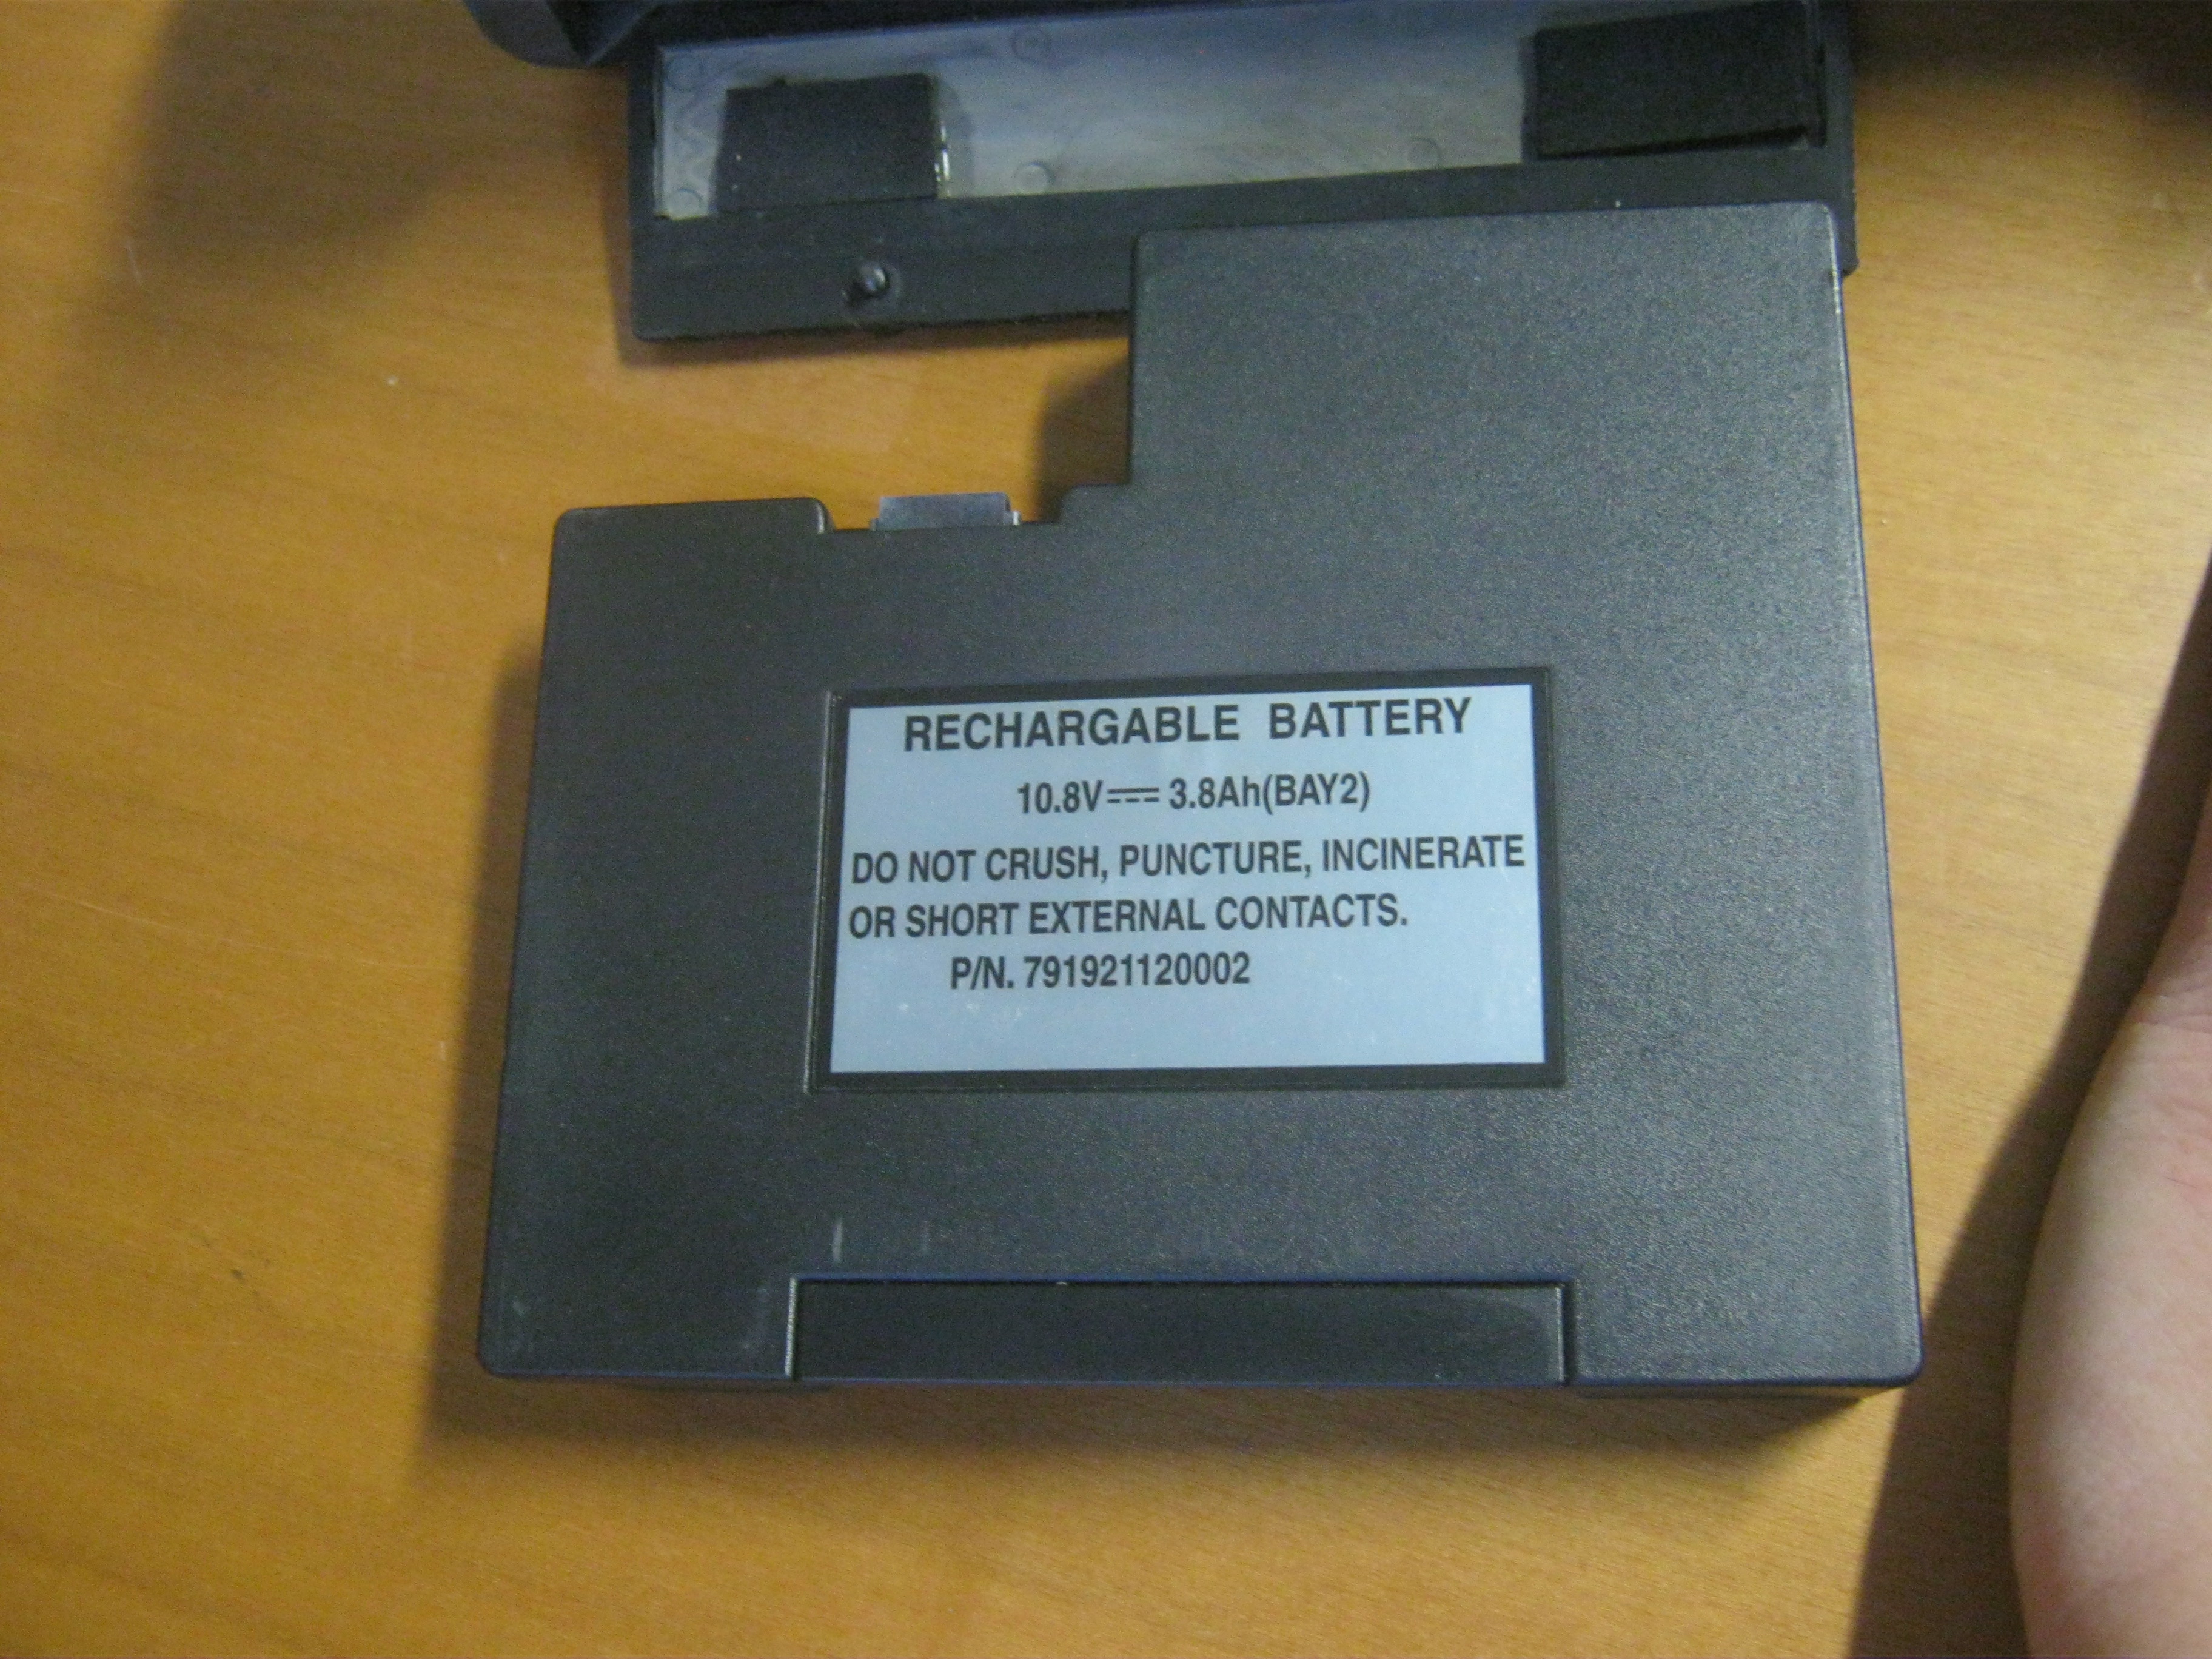 RECHARGABLE BATTERY
10.8V⎓ 3.8Ah(BAY2)
DO NOT CRUSH, PUNCTURE, INCINERATE
OR SHORT EXTERNAL CONTACTS.
P/N. 791921120002